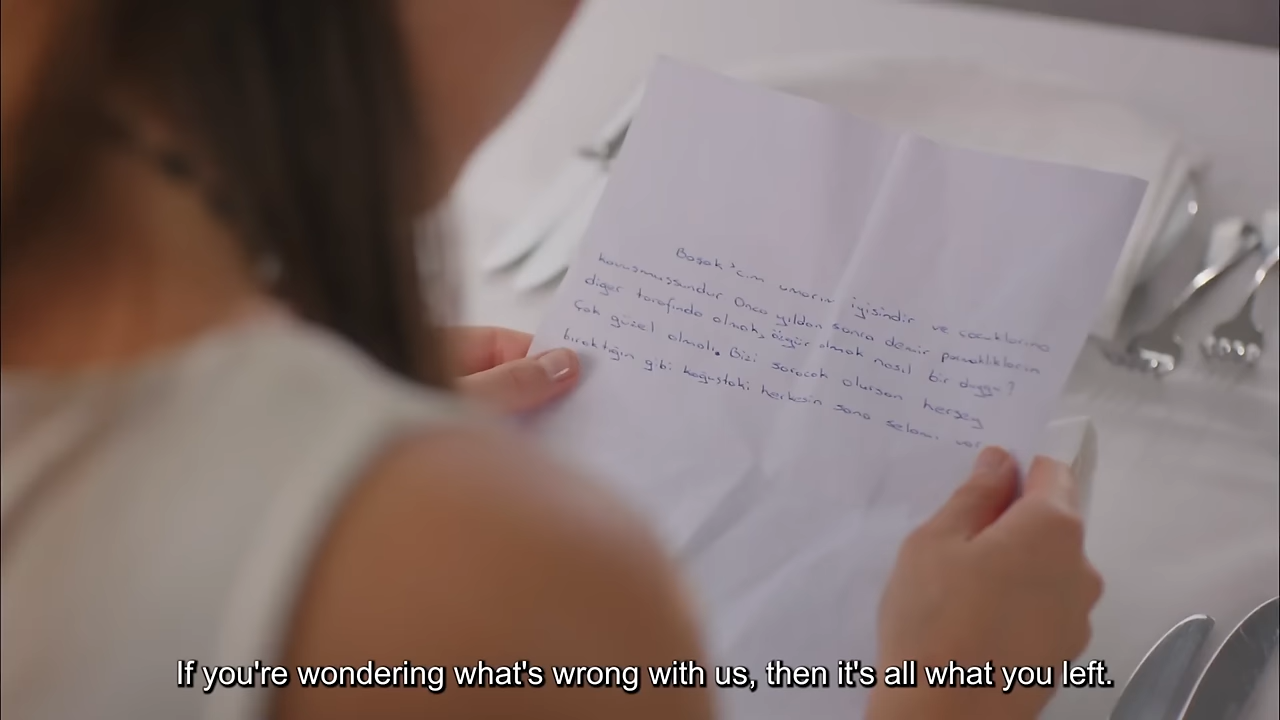 Başak'cım umarım iyisindir ve çocuklarına
kavuşmuşsundur Onca yıldan sonra demir parmaklıkların
diğer tarafında olmak, özgür olmak nasıl bir duygu?
Çok güzel olmalı. Bizi soracak olursan herşey
bıraktığın gibi koğuştaki herkesin sana selamı var
If you're wondering what's wrong with us, then it's all what you left.